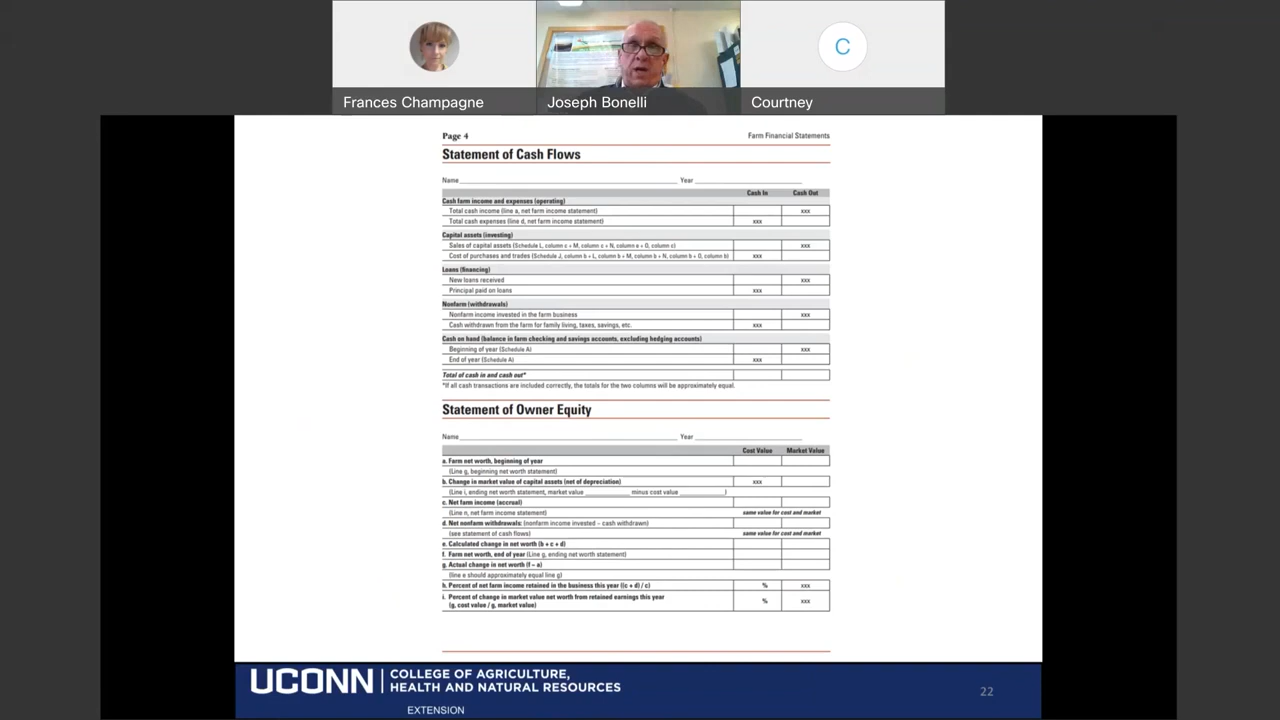 C
Frances Champagne
Joseph Bonelli
Courtney
Page 4
Farm Financial Statements
Statement of Cash Flows
Name Year
Cash In Cash Out
Cash farm income and expenses (operating)
Total cash income (line a, net farm income statement) xxx
Total cash expenses (line d, net farm income statement) xxx
Capital assets (investing)
Sales of capital assets (Schedule L, column c + M, column c + N, column e + O, column c) xxx
Cost of purchases and trades (Schedule J, column b + L, column b + M, column b + N, column b + O, column b) xxx
Loans (financing)
New loans received xxx
Principal paid on loans xxx
Nonfarm (withdrawals)
Nonfarm income invested in the farm business xxx
Cash withdrawn from the farm for family living, taxes, savings, etc. xxx
Cash on hand (balance in farm checking and savings accounts, excluding hedging accounts)
Beginning of year (Schedule A) xxx
End of year (Schedule A) xxx
Total of cash in and cash out*
*If all cash transactions are included correctly, the totals for the two columns will be approximately equal.
Statement of Owner Equity
Name Year
Cost Value Market Value
a. Farm net worth, beginning of year
(Line g, beginning net worth statement)
b. Change in market value of capital assets (net of depreciation) xxx
(Line i, ending net worth statement, market value ________ minus cost value ________)
c. Net farm income (accrual)
(Line n, net farm income statement) same value for cost and market
d. Net nonfarm withdrawals: (nonfarm income invested – cash withdrawn)
(see statement of cash flows) same value for cost and market
e. Calculated change in net worth (b + c + d)
f. Farm net worth, end of year (Line g, ending net worth statement)
g. Actual change in net worth (f – a)
(line e should approximately equal line g)
h. Percent of net farm income retained in the business this year ((c + d) / c) % xxx
i. Percent of change in market value net worth from retained earnings this year
(g, cost value / g, market value) % xxx
UCONN
COLLEGE OF AGRICULTURE,
HEALTH AND NATURAL RESOURCES
EXTENSION
22